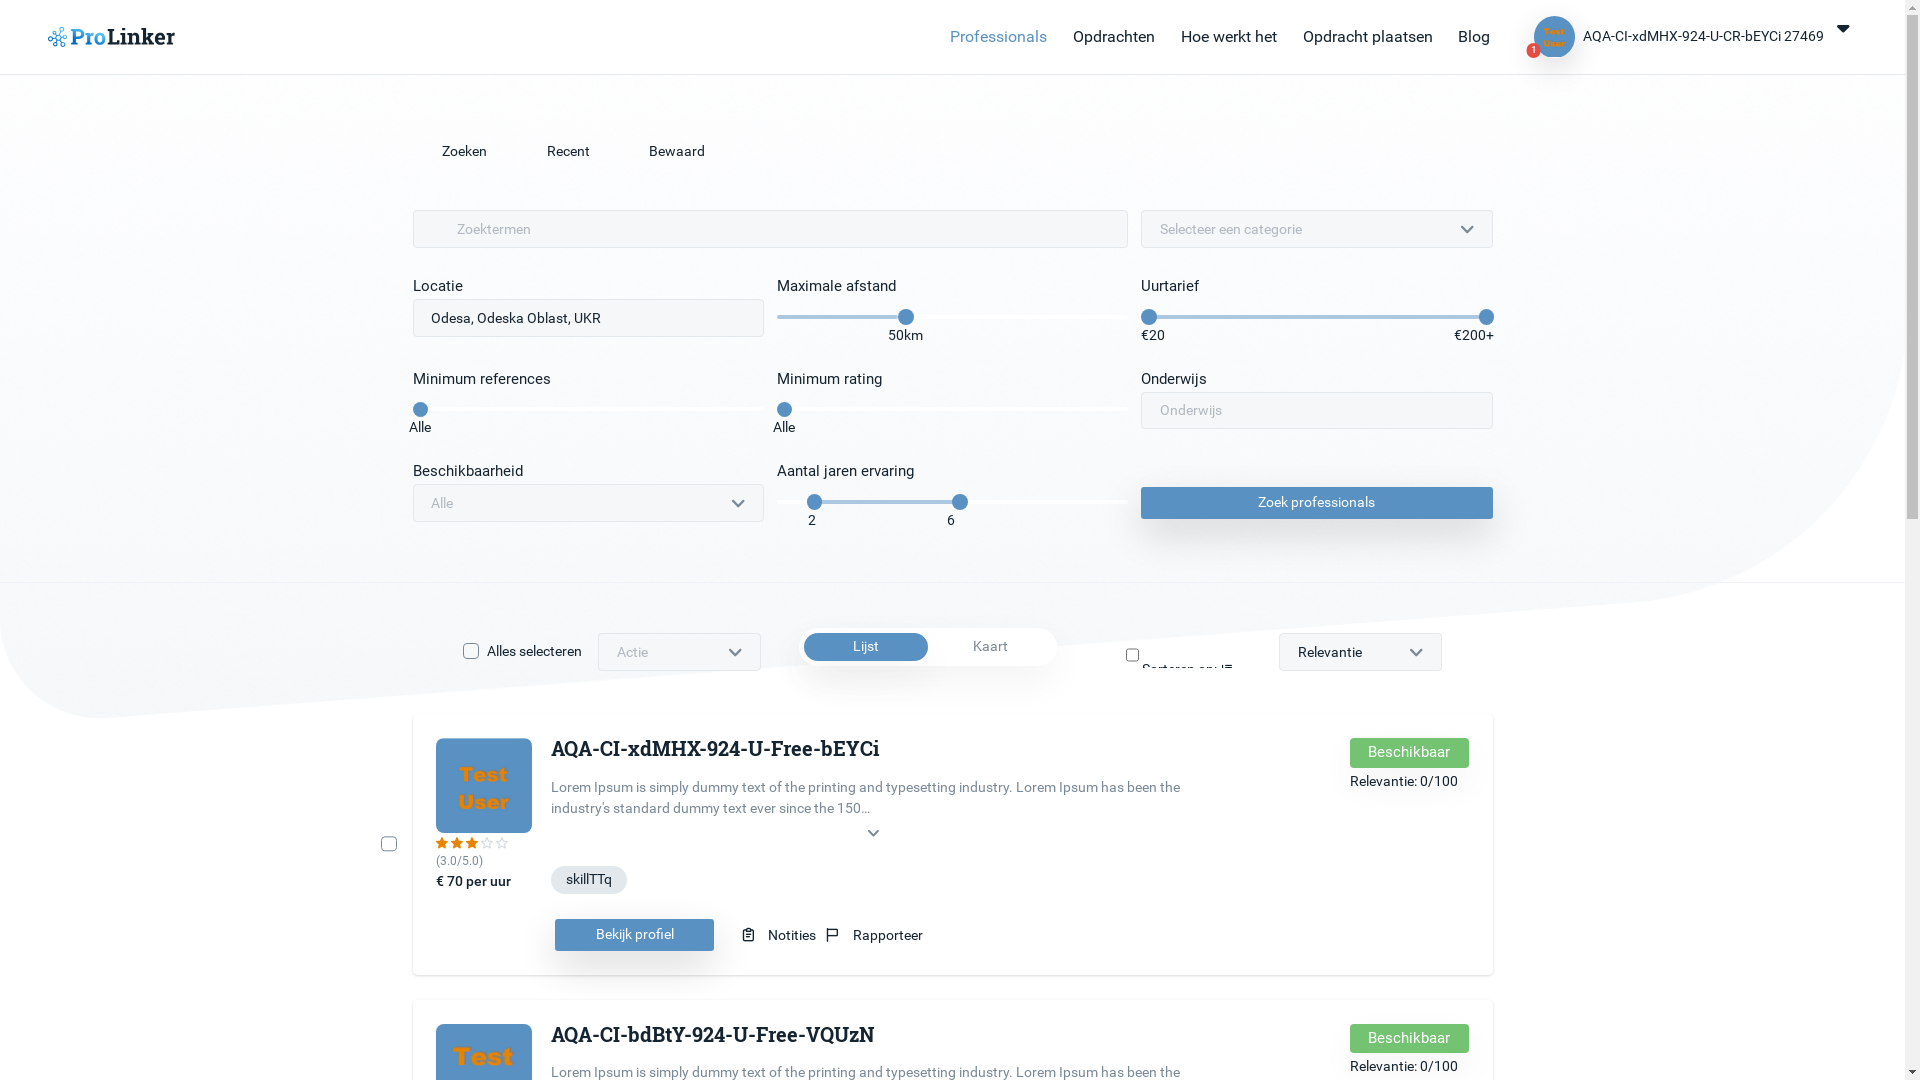 ProLinker
Professionals
Opdrachten
Hoe werkt het
Opdracht plaatsen
Blog
Test
User
1
AQA-CI-xdMHX-924-U-CR-bEYCi 27469
Zoeken
Recent
Bewaard
Zoektermen
Selecteer een categorie
Locatie
Odesa, Odeska Oblast, UKR
Maximale afstand
50km
Uurtarief
€20
€200+
Minimum references
Alle
Minimum rating
Alle
Onderwijs
Onderwijs
Beschikbaarheid
Alle
Aantal jaren ervaring
2
6
Zoek professionals
Alles selecteren
Actie
Lijst
Kaart
Relevantie
Test
User
(3.0/5.0)
€ 70 per uur
AQA-CI-xdMHX-924-U-Free-bEYCi
Lorem Ipsum is simply dummy text of the printing and typesetting industry. Lorem Ipsum has been the
industry's standard dummy text ever since the 150...
skillTTq
Bekijk profiel
Notities
Rapporteer
Beschikbaar
Relevantie: 0/100
Test
AQA-CI-bdBtY-924-U-Free-VQUzN
Lorem Ipsum is simply dummy text of the printing and typesetting industry. Lorem Ipsum has been the
Beschikbaar
Relevantie: 0/100